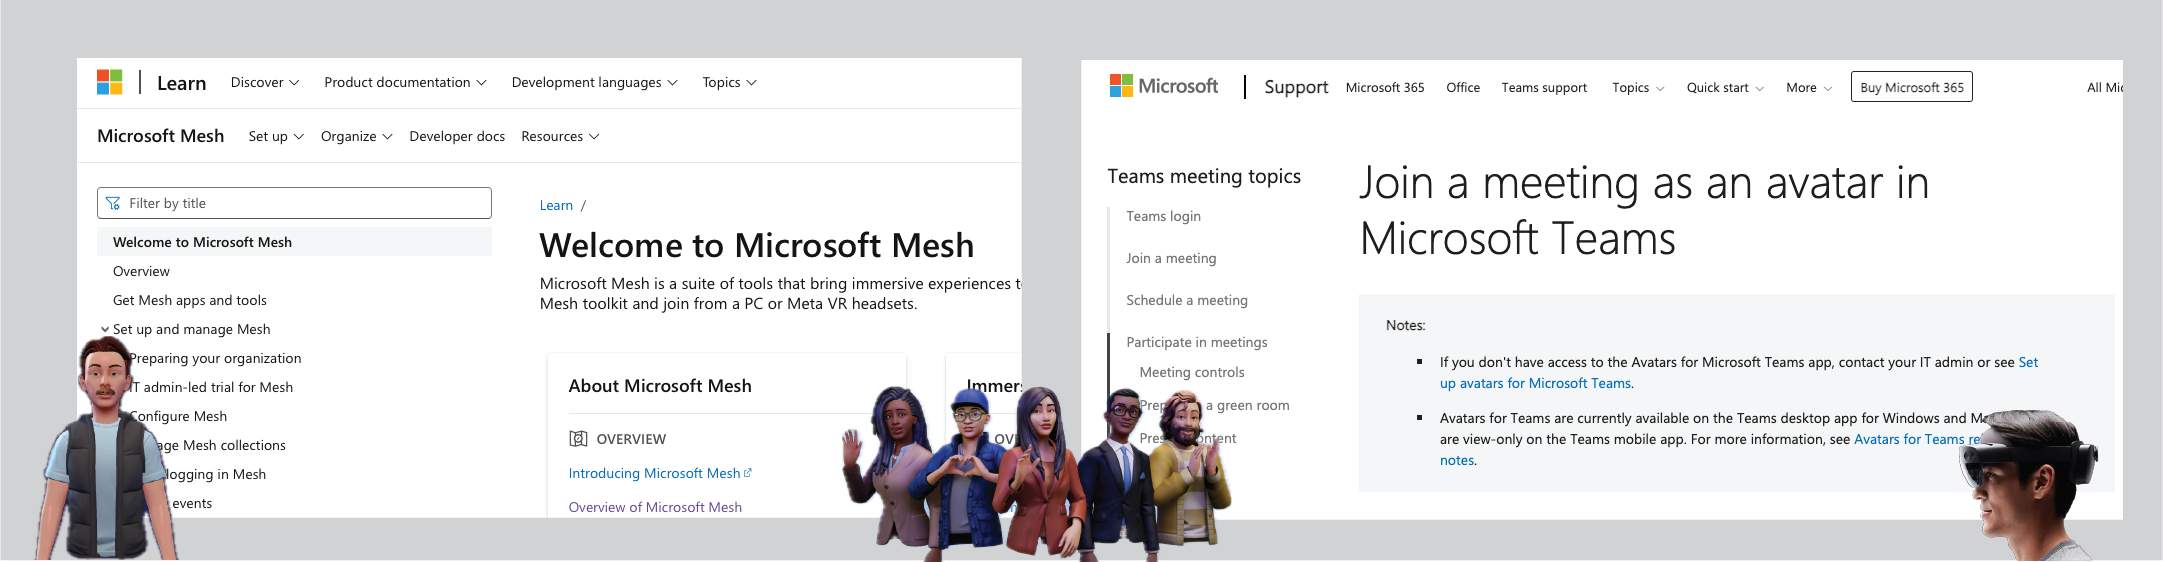 Learn Discover Product documentation Development languages Topics
Microsoft Mesh Set up Organize Developer docs Resources
Filter by title
Welcome to Microsoft Mesh
Overview
Get Mesh apps and tools
Set up and manage Mesh
Preparing your organization
IT admin-led trial for Mesh
Configure Mesh
Mesh collections
logging in Mesh
events
Learn /
Welcome to Microsoft Mesh
Microsoft Mesh is a suite of tools that bring immersive experiences
Mesh toolkit and join from a PC or Meta VR headsets.
About Microsoft Mesh
OVERVIEW
Introducing Microsoft Mesh
Overview of Microsoft Mesh
Microsoft Support Microsoft 365 Office Teams support Topics Quick start More Buy Microsoft 365 All
Teams meeting topics
Teams login
Join a meeting
Schedule a meeting
Participate in meetings
Meeting controls
a green room
Join a meeting as an avatar in
Microsoft Teams
Notes:
If you don't have access to the Avatars for Microsoft Teams app, contact your IT admin or see Set
up avatars for Microsoft Teams.
Avatars for Teams are currently available on the Teams desktop app for Windows and
are view-only on the Teams mobile app. For more information, see Avatars for Teams
notes.